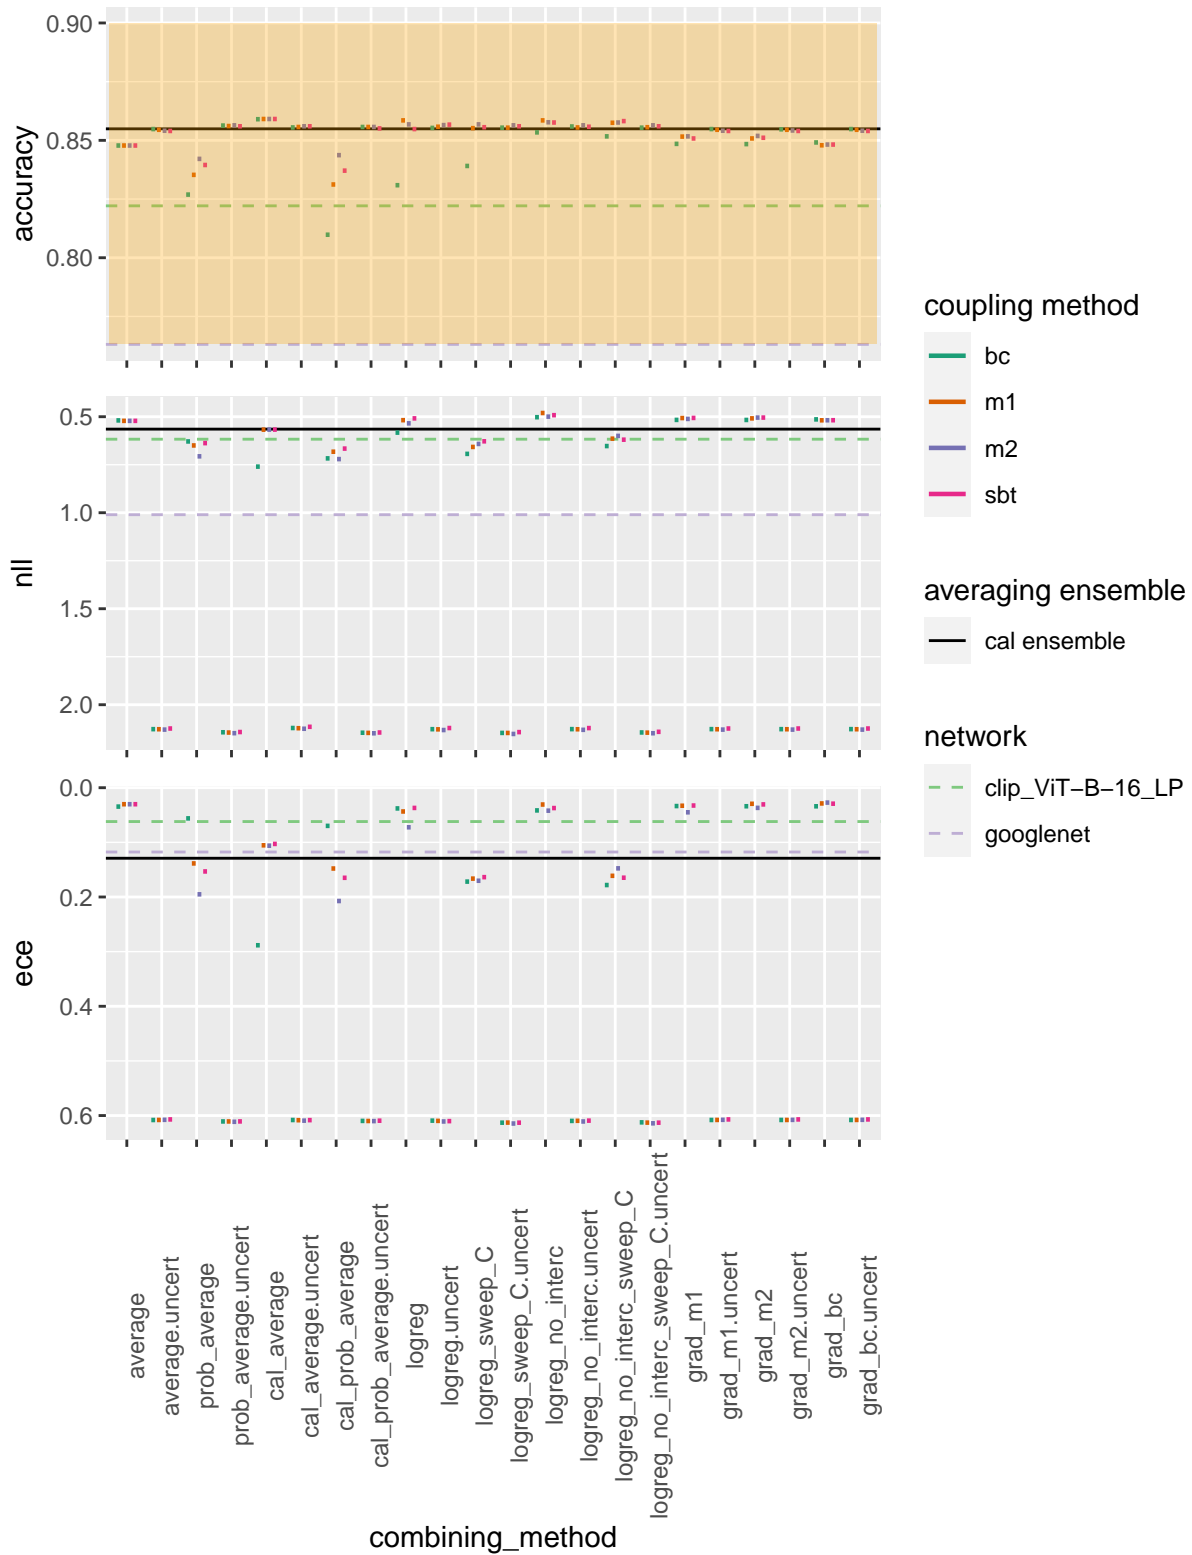 accuracy
0.90
0.85
0.80
nll
0.5
1.0
1.5
2.0
ece
0.0
0.2
0.4
0.6
average
average.uncert
prob_average
prob_average.uncert
cal_average
cal_average.uncert
cal_prob_average
cal_prob_average.uncert
logreg
logreg.uncert
logreg_sweep_C
logreg_sweep_C.uncert
logreg_no_interc
logreg_no_interc.uncert
logreg_no_interc_sweep_C
logreg_no_interc_sweep_C.uncert
grad_m1
grad_m1.uncert
grad_m2
grad_m2.uncert
grad_bc
grad_bc.uncert
combining_method
coupling method
bc
m1
m2
sbt
averaging ensemble
cal ensemble
network
clip_ViT−B−16_LP
googlenet